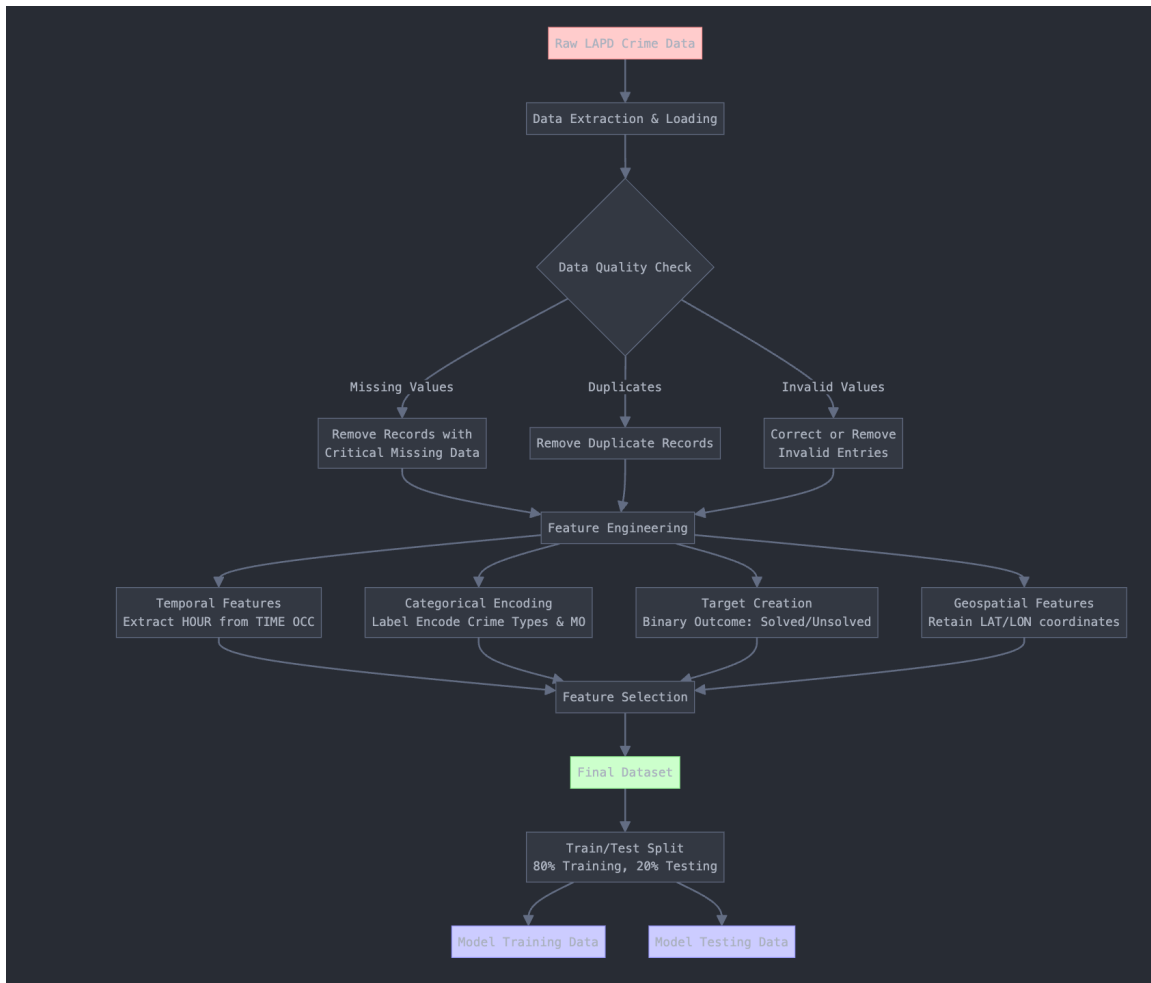 Raw LAPD Crime Data
Data Extraction & Loading
Data Quality Check
Missing Values
Duplicates
Invalid Values
Remove Records with
Critical Missing Data
Remove Duplicate Records
Correct or Remove
Invalid Entries
Feature Engineering
Temporal Features
Extract HOUR from TIME OCC
Categorical Encoding
Label Encode Crime Types & MO
Target Creation
Binary Outcome: Solved/Unsolved
Geospatial Features
Retain LAT/LON coordinates
Feature Selection
Final Dataset
Train/Test Split
80% Training, 20% Testing
Model Training Data
Model Testing Data